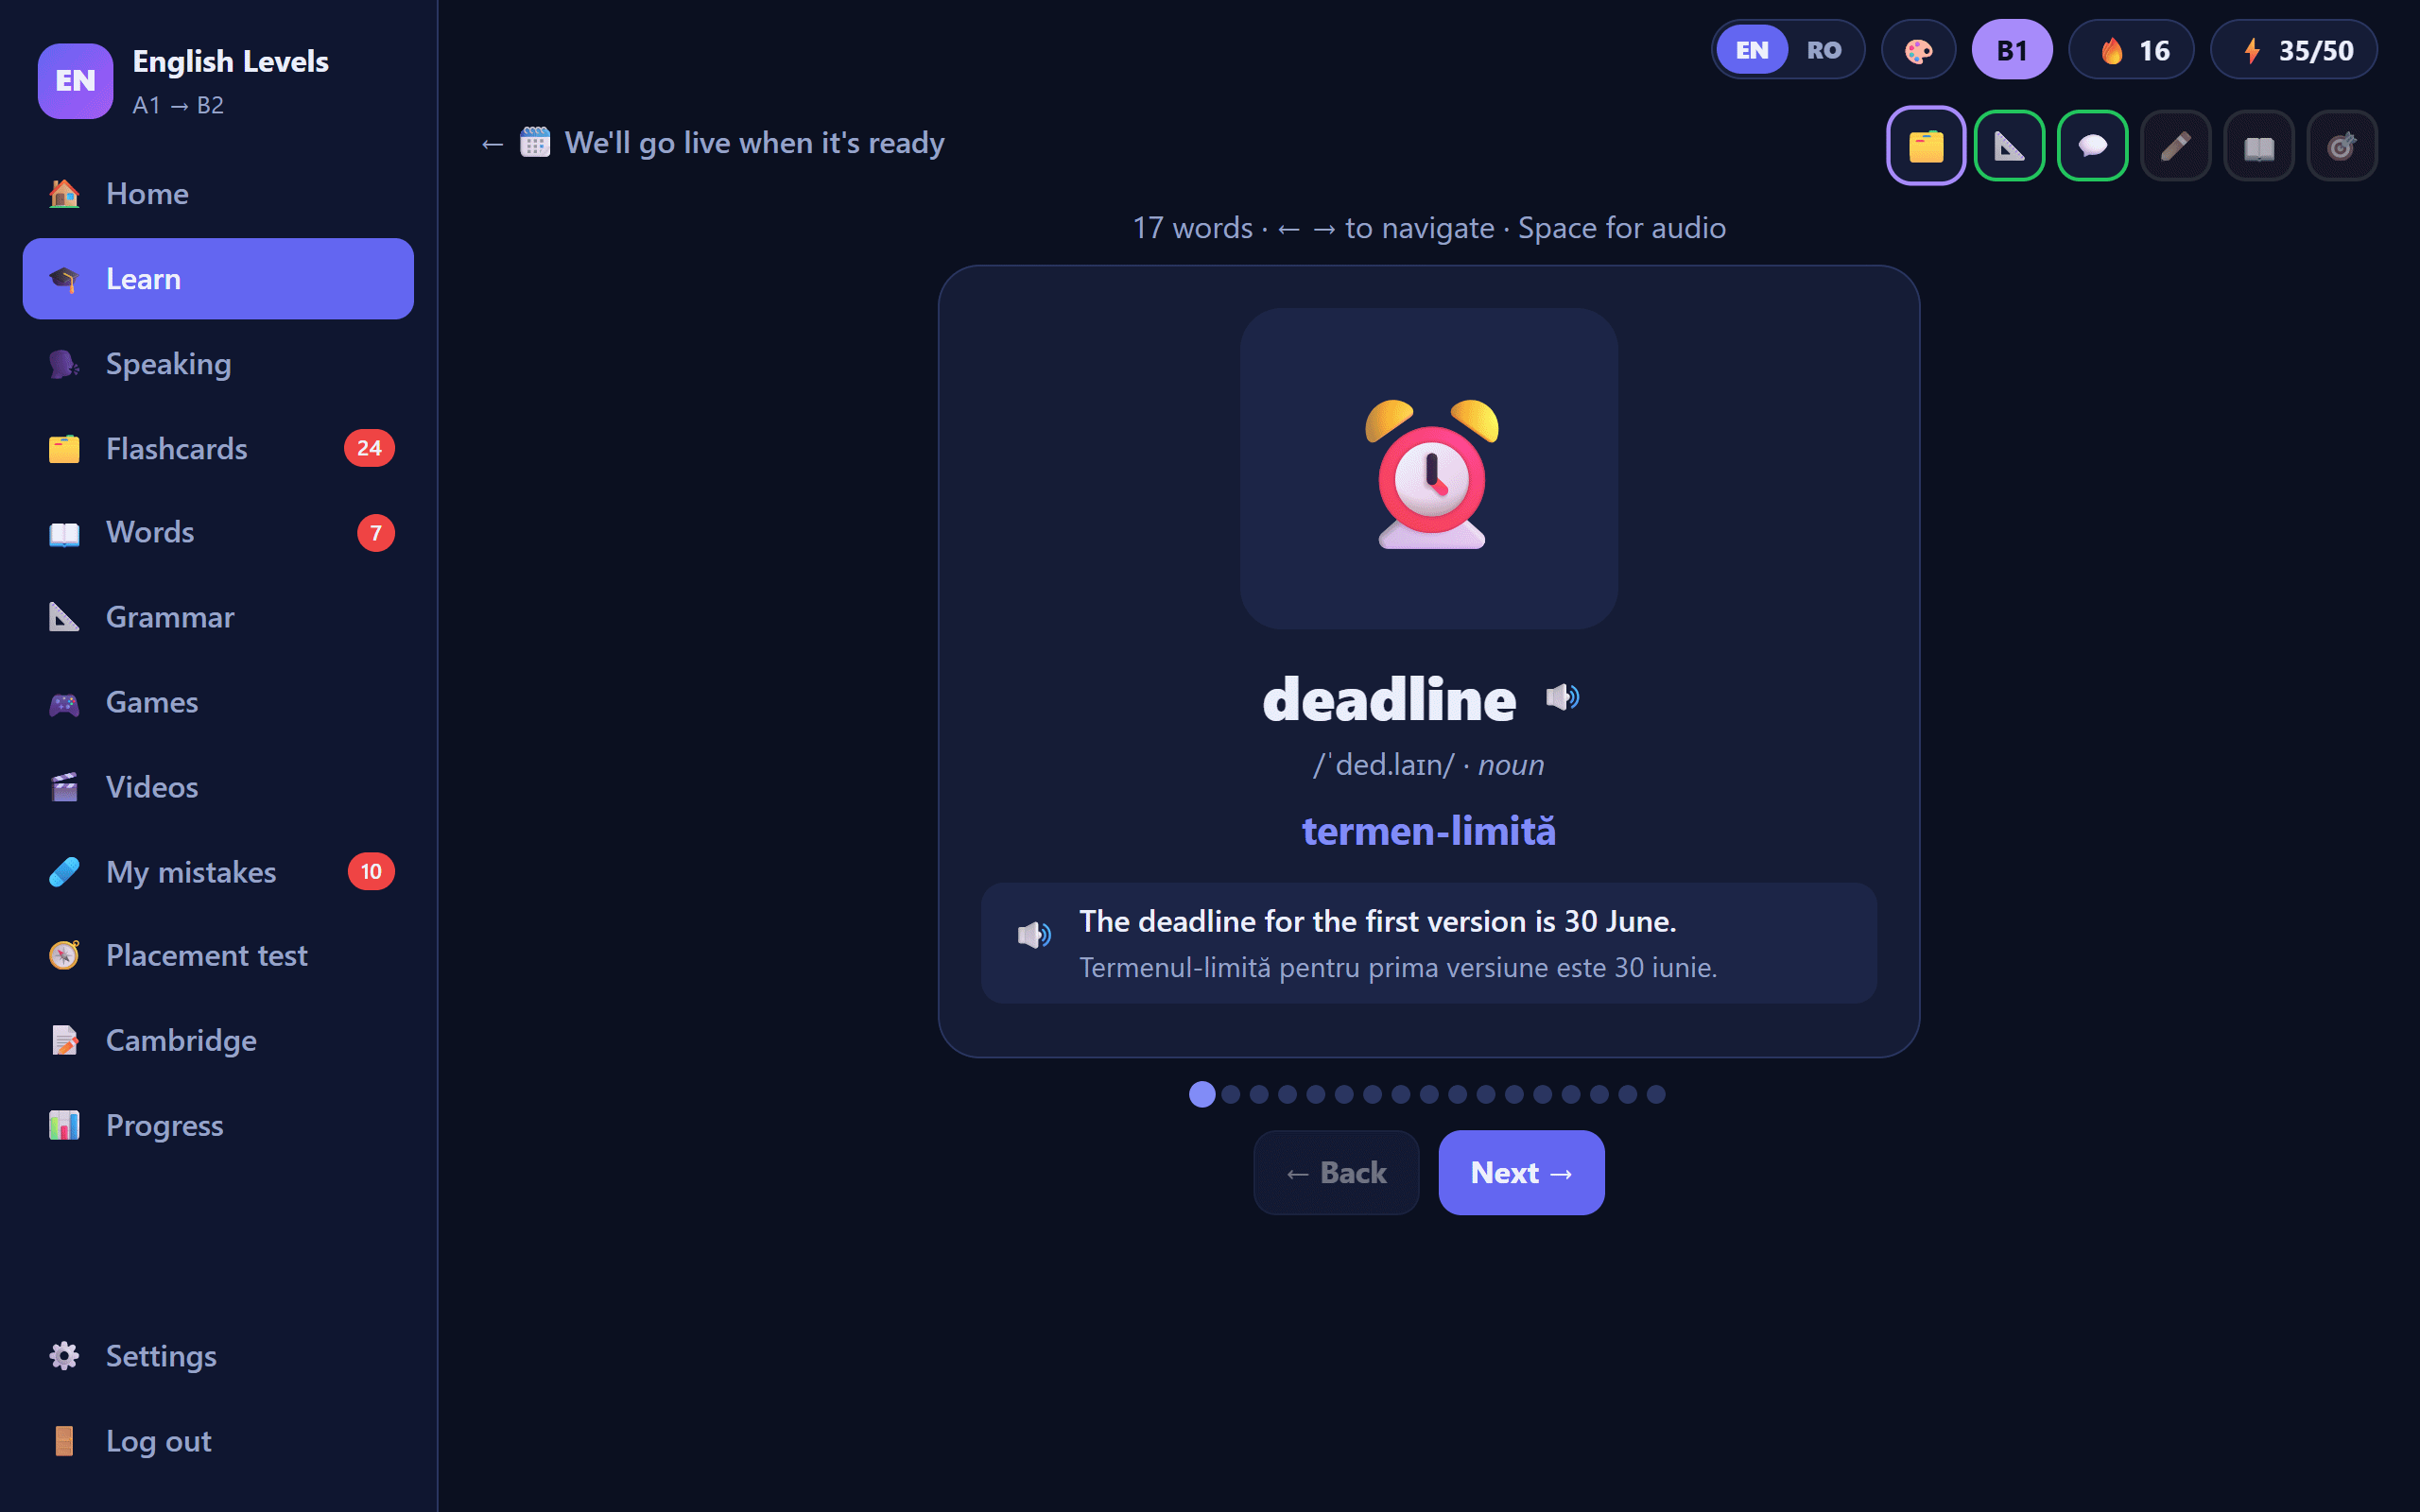 EN
English Levels
A1 → B2
Home
Learn
Speaking
Flashcards 24
Words 7
Grammar
Games
Videos
My mistakes 10
Placement test
Cambridge
Progress
Settings
Log out
EN RO B1 16 35/50
← We'll go live when it's ready
17 words · ← → to navigate · Space for audio
deadline
/ˈded.laɪn/ · noun
termen-limită
The deadline for the first version is 30 June.
Termenul-limită pentru prima versiune este 30 iunie.
← Back Next →